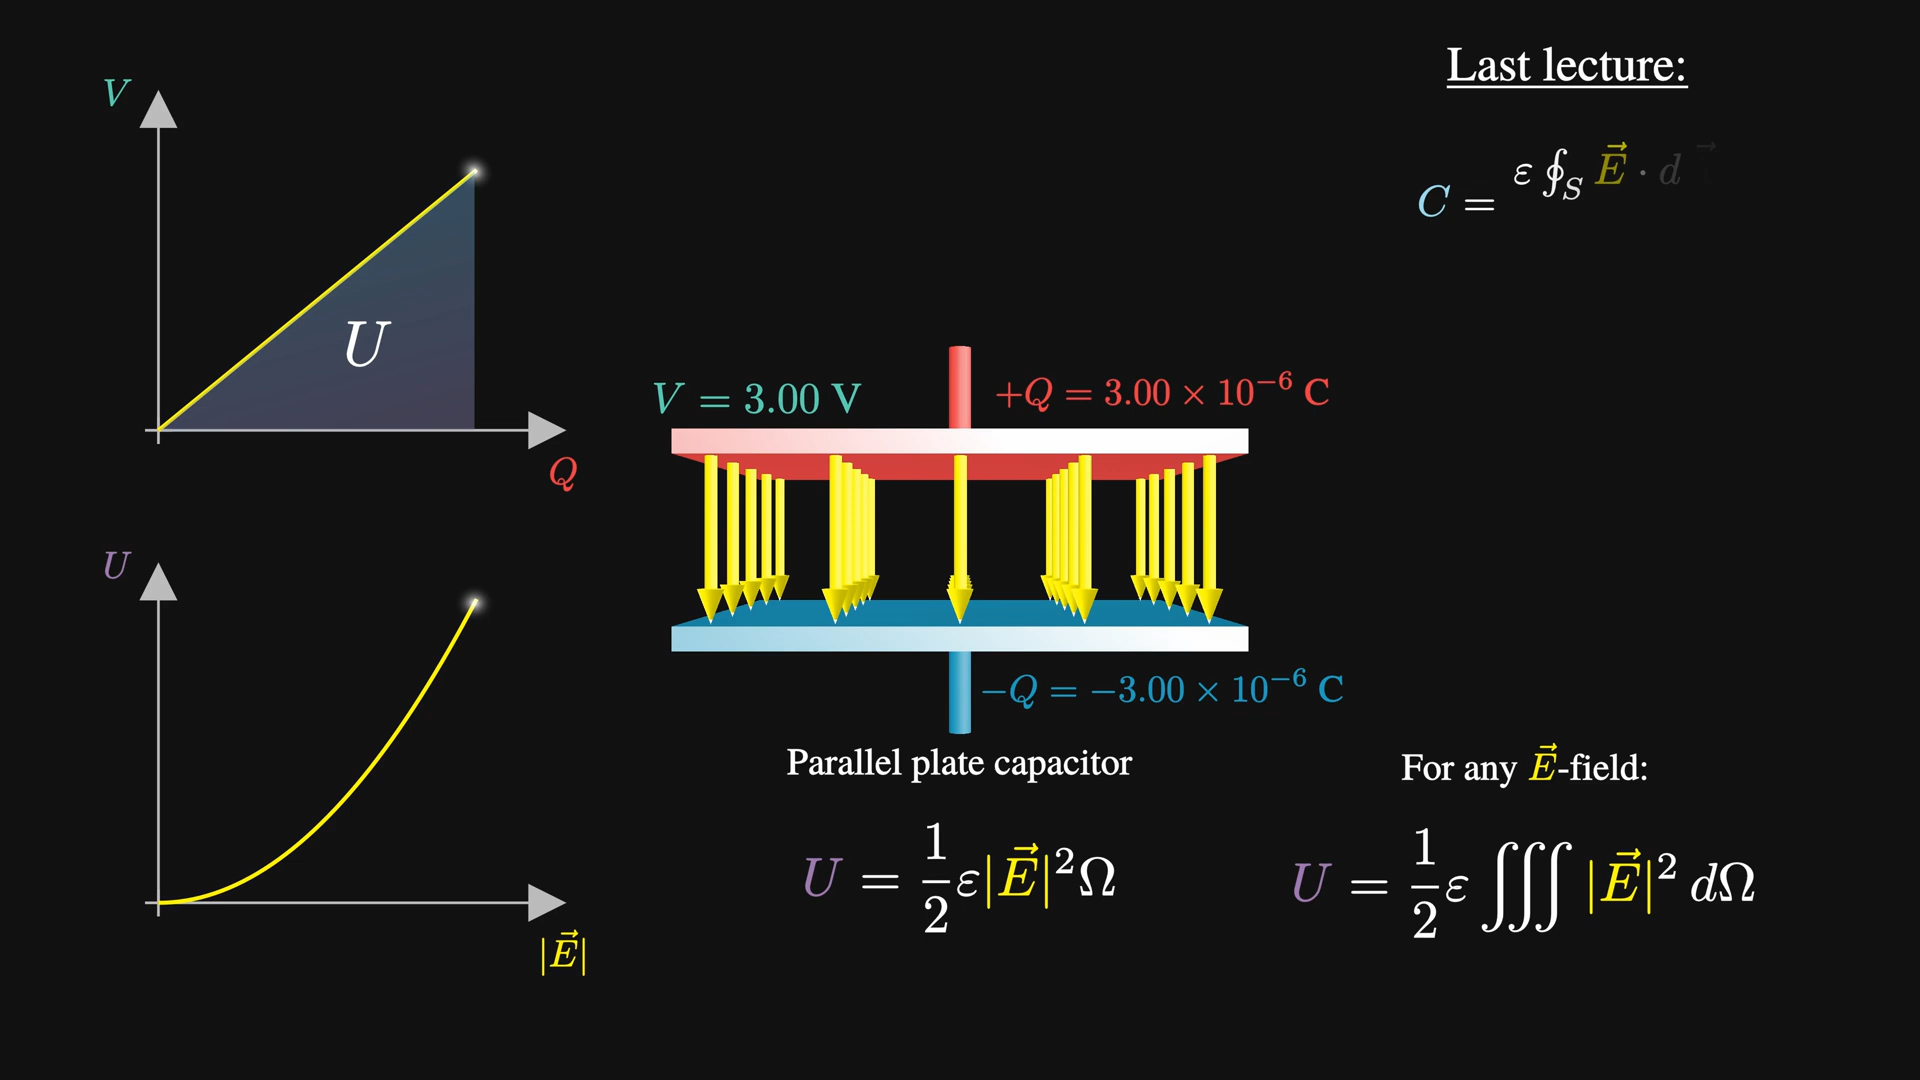 Last lecture:
V
C = ε ∮_S E⃗ · d
U
V = 3.00 V
+Q = 3.00 × 10⁻⁶ C
Q
U
−Q = −3.00 × 10⁻⁶ C
Parallel plate capacitor
For any E⃗-field:
U = 1/2 ε|E⃗|²Ω
U = 1/2 ε ∭ |E⃗|² dΩ
|E⃗|